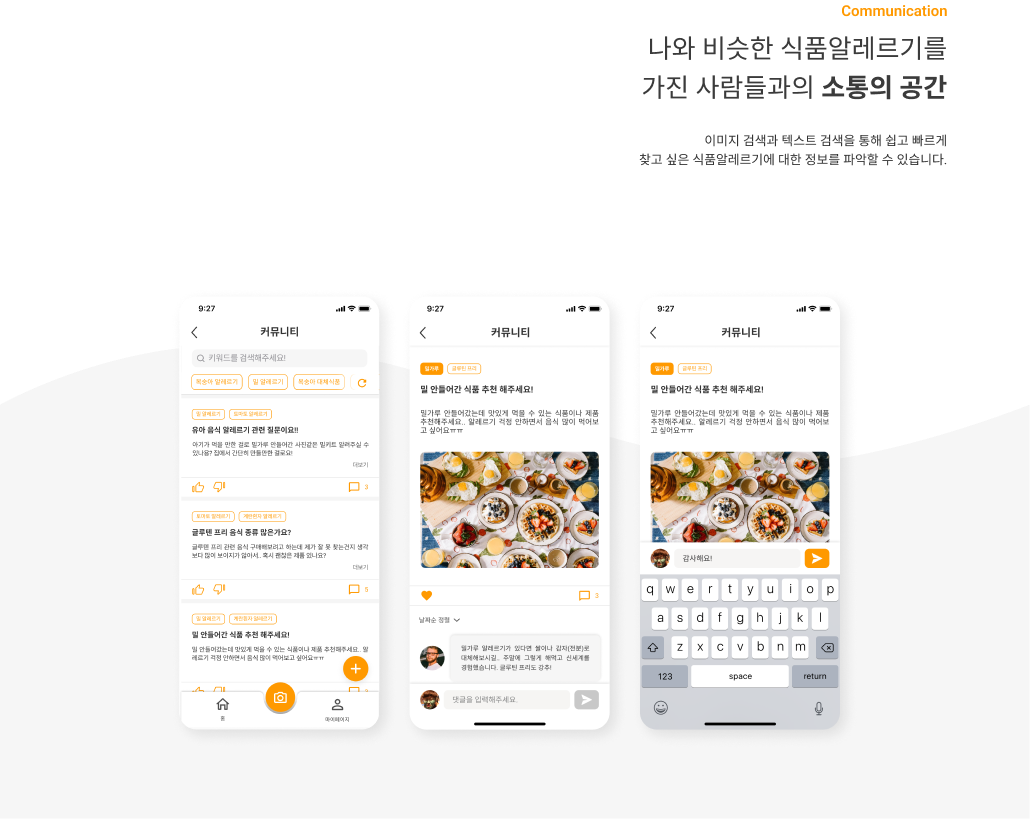 Communication
나와 비슷한 식품알레르기를
가진 사람들과의 소통의 공간
이미지 검색과 텍스트 검색을 통해 쉽고 빠르게
찾고 싶은 식품알레르기에 대한 정보를 파악할 수 있습니다.
9:27
커뮤니티
키워드를 검색해주세요!
복숭아 알레르기
밀 알레르기
복숭아 대체식품
밀 알레르기
토마토 알레르기
유아 음식 알레르기 관련 질문이요!
아기가 먹을 만한 걸로 밀가루 안들어간 사진같은 밀키트 알려주실 수
있나용? 집에서 간단히 만들만한 걸로요!
더보기
3
토마토 알레르기
글루텐 프리 음식 종류 많은가요?
글루텐 프리 관련 음식 구매해보려고 하는데 제가 잘 못 찾는건지 생각
보다 많이 보이지가 않아서.. 혹시 괜찮은 제품 있나요?
더보기
5
밀 알레르기
밀 안들어간 식품 추천 해주세요!
밀 안들어갔는데 맛있게 먹을 수 있는 식품이나 제품 추천해주세요.. 알
레르기 걱정 안하면서 음식 많이 먹어보고 싶어요ㅠㅠ
홈
마이페이지
9:27
커뮤니티
밀가루
글루틴 프리
밀 안들어간 식품 추천 해주세요!
밀가루 안들어갔는데 맛있게 먹을 수 있는 식품이나 제품
추천해주세요.. 알레르기 걱정 안하면서 음식 많이 먹어보
고 싶어요ㅠㅠ
3
날짜순 정렬
밀가루 알레르기가 있다면 쌀이나 감자(전분)로
대체해보시길.. 주말에 그렇게 해먹고 신세계를
경험했습니다. 글루틴 프리도 강추!
댓글을 입력해주세요
9:27
커뮤니티
밀가루
글루틴 프리
밀 안들어간 식품 추천 해주세요!
밀가루 안들어갔는데 맛있게 먹을 수 있는 식품이나 제품
추천해주세요.. 알레르기 걱정 안하면서 음식 많이 먹어보
고 싶어요ㅠㅠ
감사해요!
q w e r t y u i o p
a s d f g h j k l
z x c v b n m
123 space return